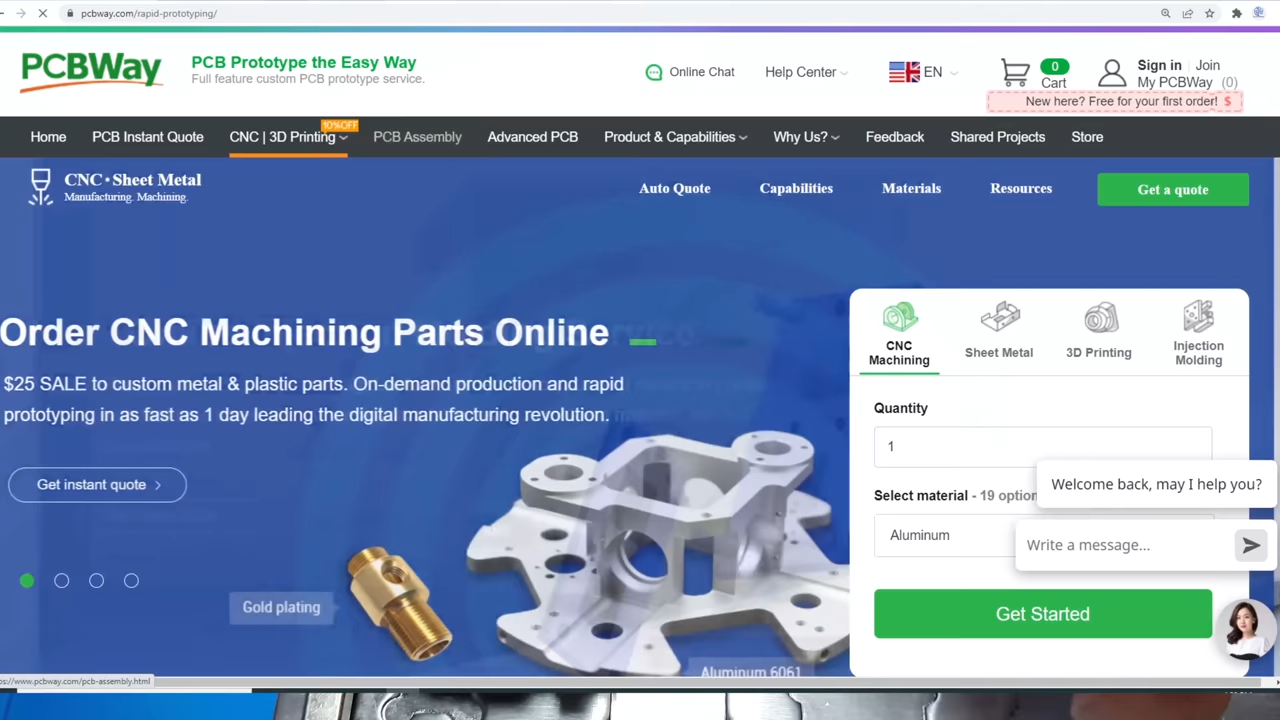 pcbway.com/rapid-prototyping/
PCBWay
PCB Prototype the Easy Way
Full feature custom PCB prototype service.
Online Chat
Help Center
EN
0
Cart
Sign in
Join
My PCBWay (0)
New here? Free for your first order! $
10%OFF
Home
PCB Instant Quote
CNC | 3D Printing
PCB Assembly
Advanced PCB
Product & Capabilities
Why Us?
Feedback
Shared Projects
Store
CNC • Sheet Metal
Manufacturing. Machining.
Auto Quote
Capabilities
Materials
Resources
Get a quote
Order CNC Machining Parts Online
$25 SALE to custom metal & plastic parts. On-demand production and rapid
prototyping in as fast as 1 day leading the digital manufacturing revolution.
Get instant quote
Gold plating
Aluminum 6061
CNC
Machining
Sheet Metal
3D Printing
Injection
Molding
Quantity
1
Select material - 19 option
Aluminum
Get Started
Welcome back, may I help you?
Write a message...
ps://www.pcbway.com/pcb-assembly.html